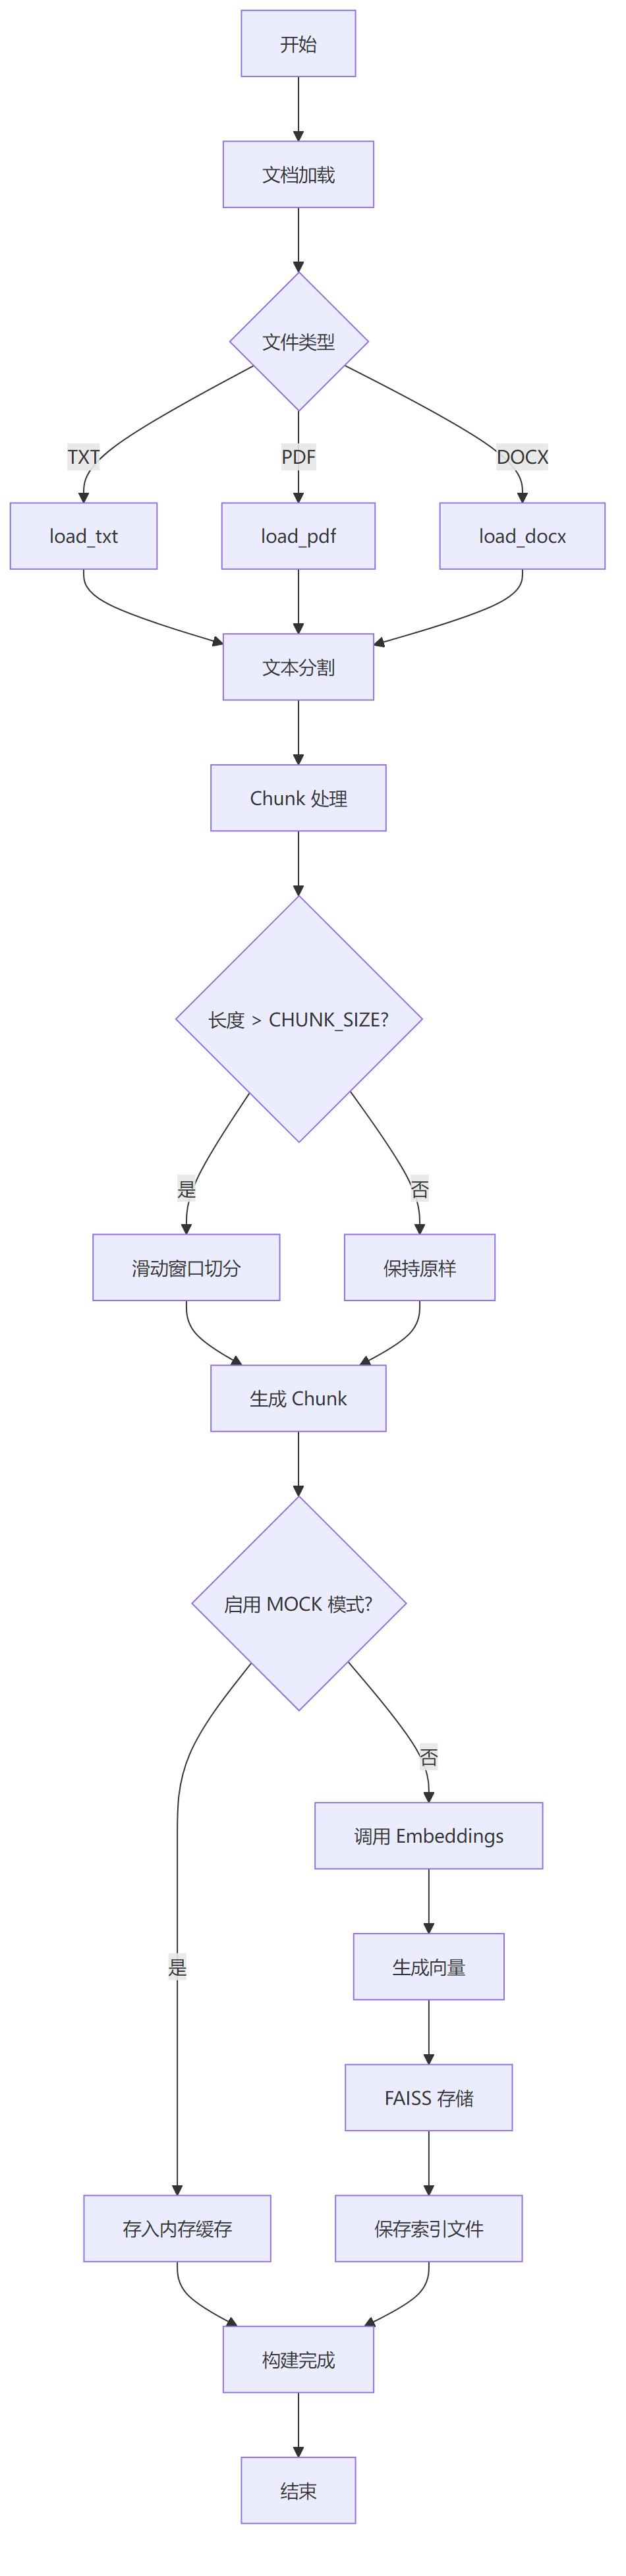 开始
文档加载
文件类型
TXT
PDF
DOCX
load_txt
load_pdf
load_docx
文本分割
Chunk 处理
长度 > CHUNK_SIZE?
是
否
滑动窗口切分
保持原样
生成 Chunk
启用 MOCK 模式?
否
调用 Embeddings
是
生成向量
FAISS 存储
存入内存缓存
保存索引文件
构建完成
结束